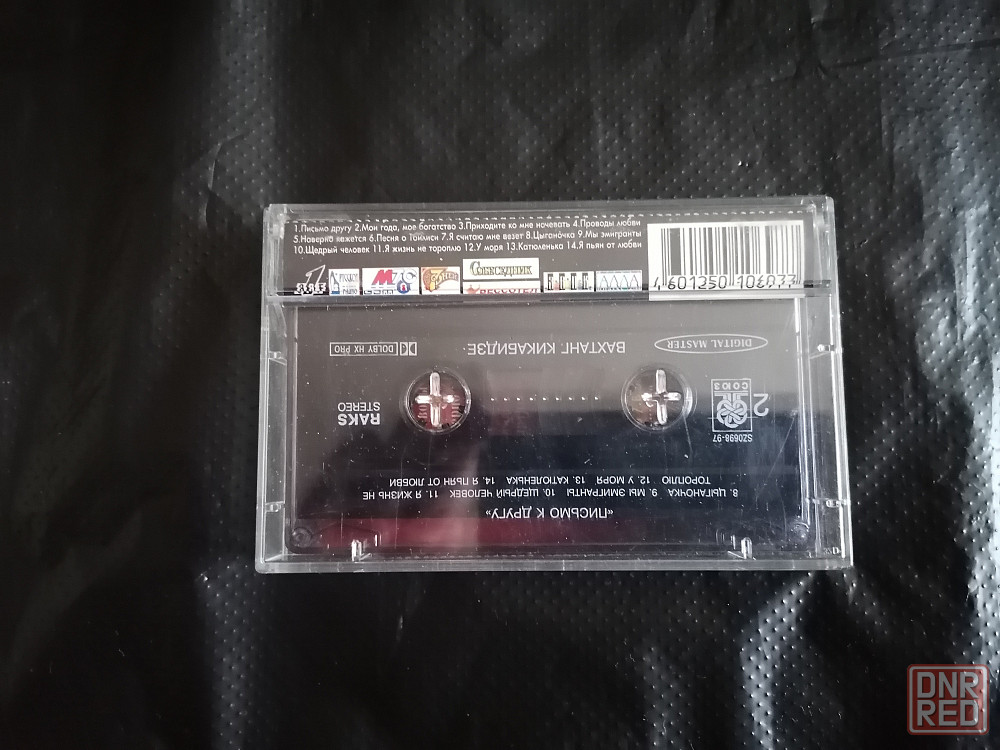 1.Письмо другу 2.Мои года, мое богатство 3.Приходите ко мне ночевать 4.Проводы любви
5.Наверно кажется 6.Песня о Тбилиси 7.Я считаю мне везет 8.Цыганочка 9.Мы эмигранты
10.Щедрый человек 11.Я жизнь не тороплю 12.У моря 13.Катюленька 14.Я пьян от любви
СОБЕСЕДНИК
4 601250 106833
DIGITAL MASTER
ВАХТАНГ КИКАБИДЗЕ
DOLBY HX PRO
2
СОЮЗ
SZ0698-97
RAKS
STEREO
«ПИСЬМО К ДРУГУ»
8. ЦЫГАНОЧКА 9. МЫ ЭМИГРАНТЫ 10. ЩЕДРЫЙ ЧЕЛОВЕК 11. Я ЖИЗНЬ НЕ
ТОРОПЛЮ 12. У МОРЯ 13. КАТЮЛЕНЬКА 14. Я ПЬЯН ОТ ЛЮБВИ
DNR
RED